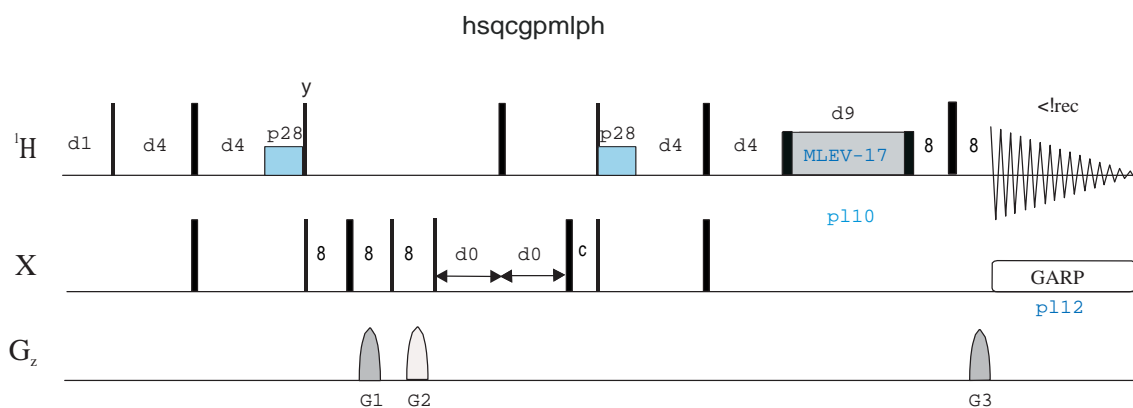 hsqcgpmlph
y
<!rec
d9
p28 p28
¹H d1 d4 d4 d4 d4 MLEV-17 8 8
pl10
X 8 8 8 d0 d0 c
GARP
pl12
Gz
G1 G2 G3